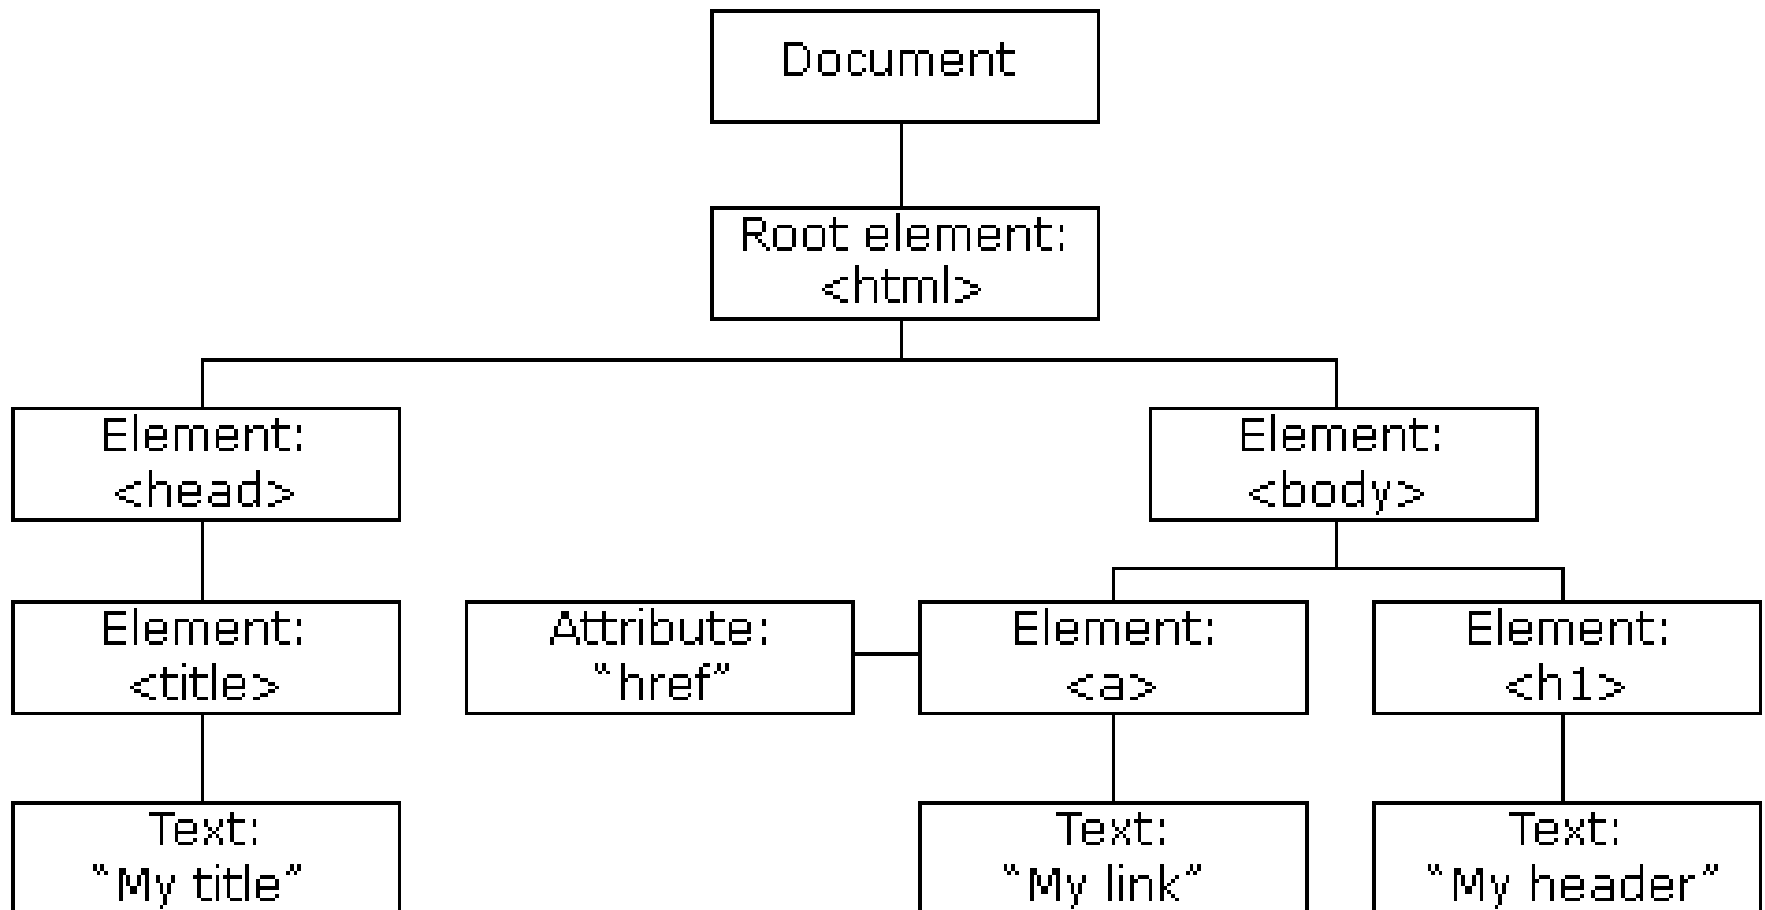 Document
Root element:
<html>
Element:
<head>
Element:
<body>
Element:
<title>
Attribute:
“href”
Element:
<a>
Element:
<h1>
Text:
“My title”
Text:
“My link”
Text:
“My header”